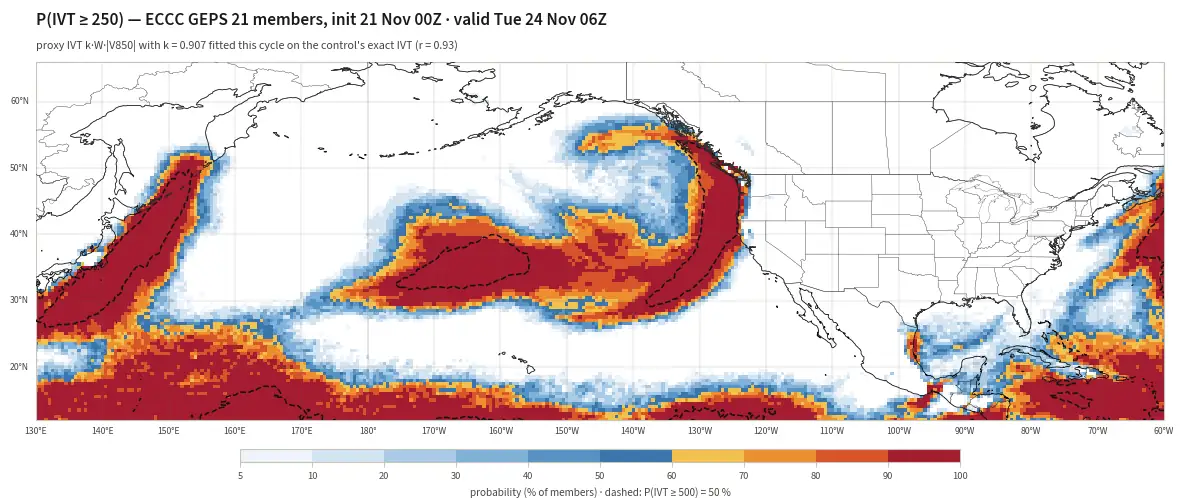 P(IVT ≥ 250) — ECCC GEPS 21 members, init 21 Nov 00Z · valid Tue 24 Nov 06Z
proxy IVT k·W·|V850| with k = 0.907 fitted this cycle on the control's exact IVT (r = 0.93)
60°N
50°N
40°N
30°N
20°N
130°E 140°E 150°E 160°E 170°E 180° 170°W 160°W 150°W 140°W 130°W 120°W 110°W 100°W 90°W 80°W 70°W 60°W
5 10 20 30 40 50 60 70 80 90 100
probability (% of members) · dashed: P(IVT ≥ 500) = 50 %